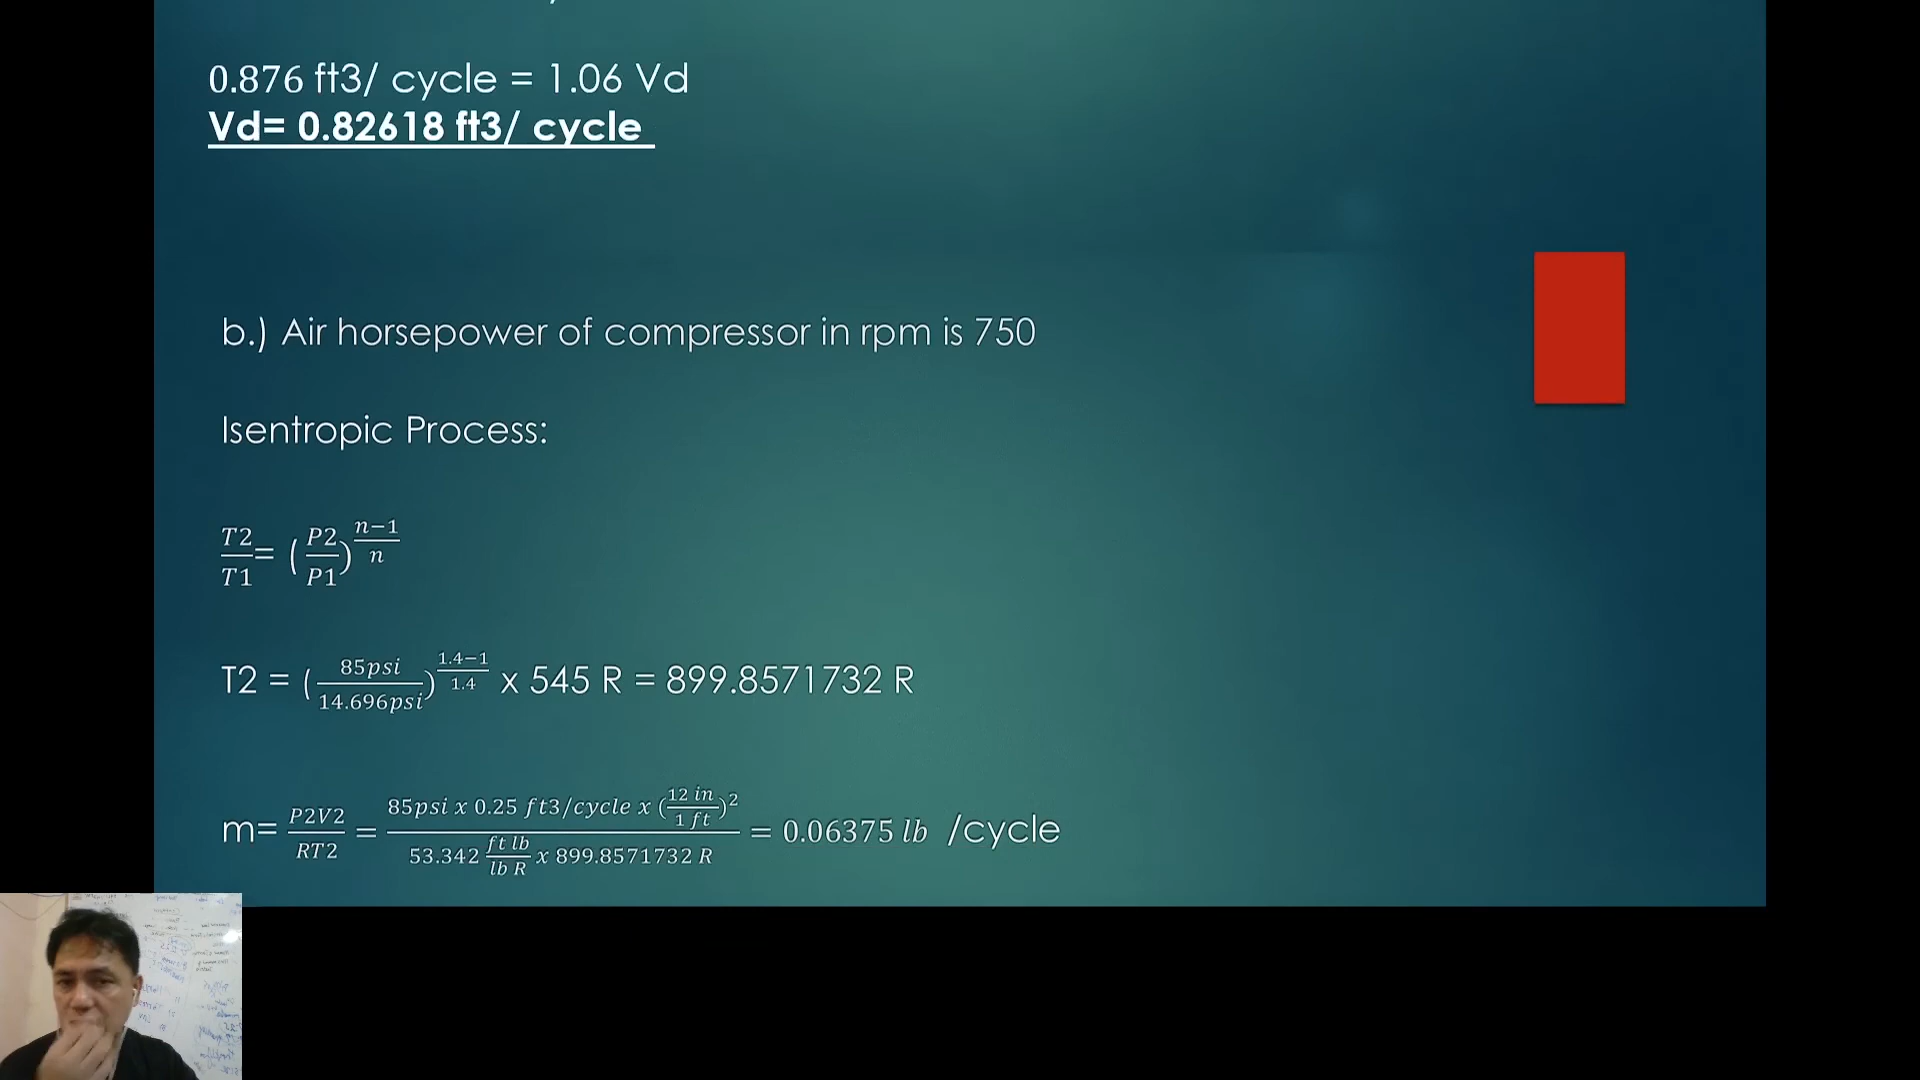 0.876 ft3/ cycle = 1.06 Vd
Vd= 0.82618 ft3/ cycle
b.) Air horsepower of compressor in rpm is 750
Isentropic Process:
T2/T1= (P2/P1)^((n−1)/n)
T2 = (85psi/14.696psi)^((1.4−1)/1.4) x 545 R = 899.8571732 R
m= P2V2/RT2 = (85psi x 0.25 ft3/cycle x (12 in/1 ft)^2)/(53.342 ft lb/lb R x 899.8571732 R) = 0.06375 lb /cycle